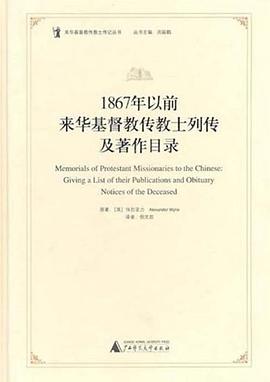 来华基督教传教士传记丛书 丛书主编 周振鹤
1867年以前
来华基督教传教士列传
及著作目录
Memorials of Protestant Missionaries to the Chinese:
Giving a List of their Publications and Obituary
Notices of the Deceased
原著:[英] 伟烈亚力 Alexander Wylie
译者:倪文君
GUANGXI NORMAL UNIVERSITY PRESS
广西师范大学出版社